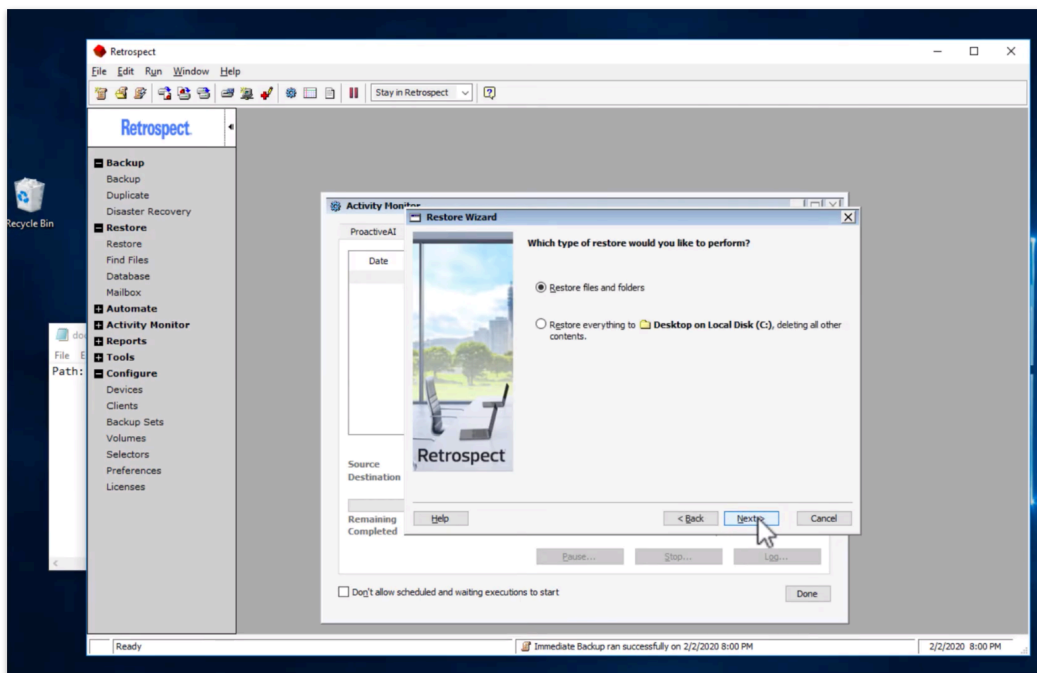 Retrospect
File Edit Run Window Help
Stay in Retrospect
Retrospect
Backup
Backup
Duplicate
Disaster Recovery
Restore
Restore
Find Files
Database
Mailbox
Automate
Activity Monitor
Reports
Tools
Configure
Devices
Clients
Backup Sets
Volumes
Selectors
Preferences
Licenses
Recycle Bin
File
Path:
Activity Monitor
ProactiveAI
Date
Source
Destination
Remaining
Completed
Restore Wizard
Which type of restore would you like to perform?
Restore files and folders
Restore everything to Desktop on Local Disk (C:), deleting all other
contents.
Retrospect
Help
< Back Next > Cancel
Pause... Stop... Log...
Don't allow scheduled and waiting executions to start
Done
Ready
Immediate Backup ran successfully on 2/2/2020 8:00 PM
2/2/2020 8:00 PM